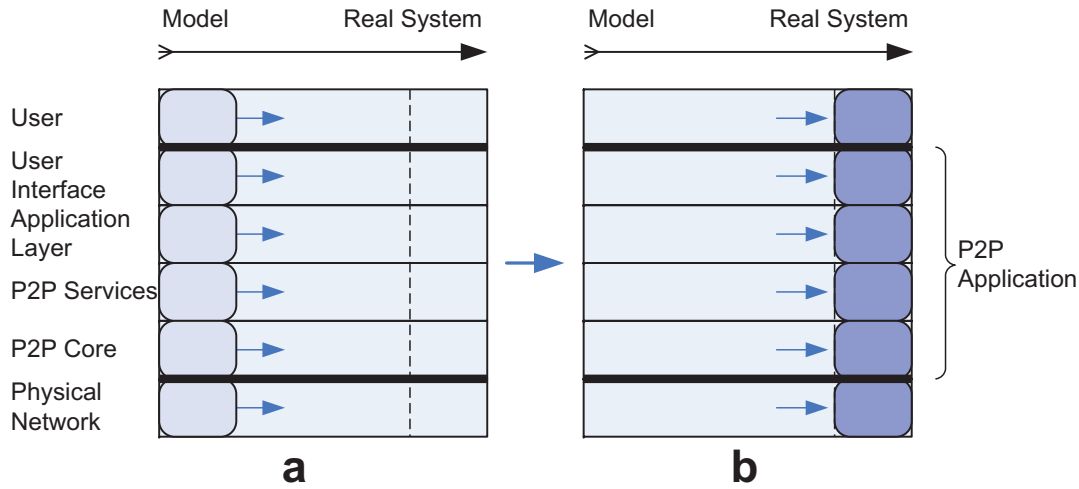 Model Real System
Model Real System
User
User
Interface
Application
Layer
P2P Services
P2P Core
Physical
Network
P2P
Application
a
b